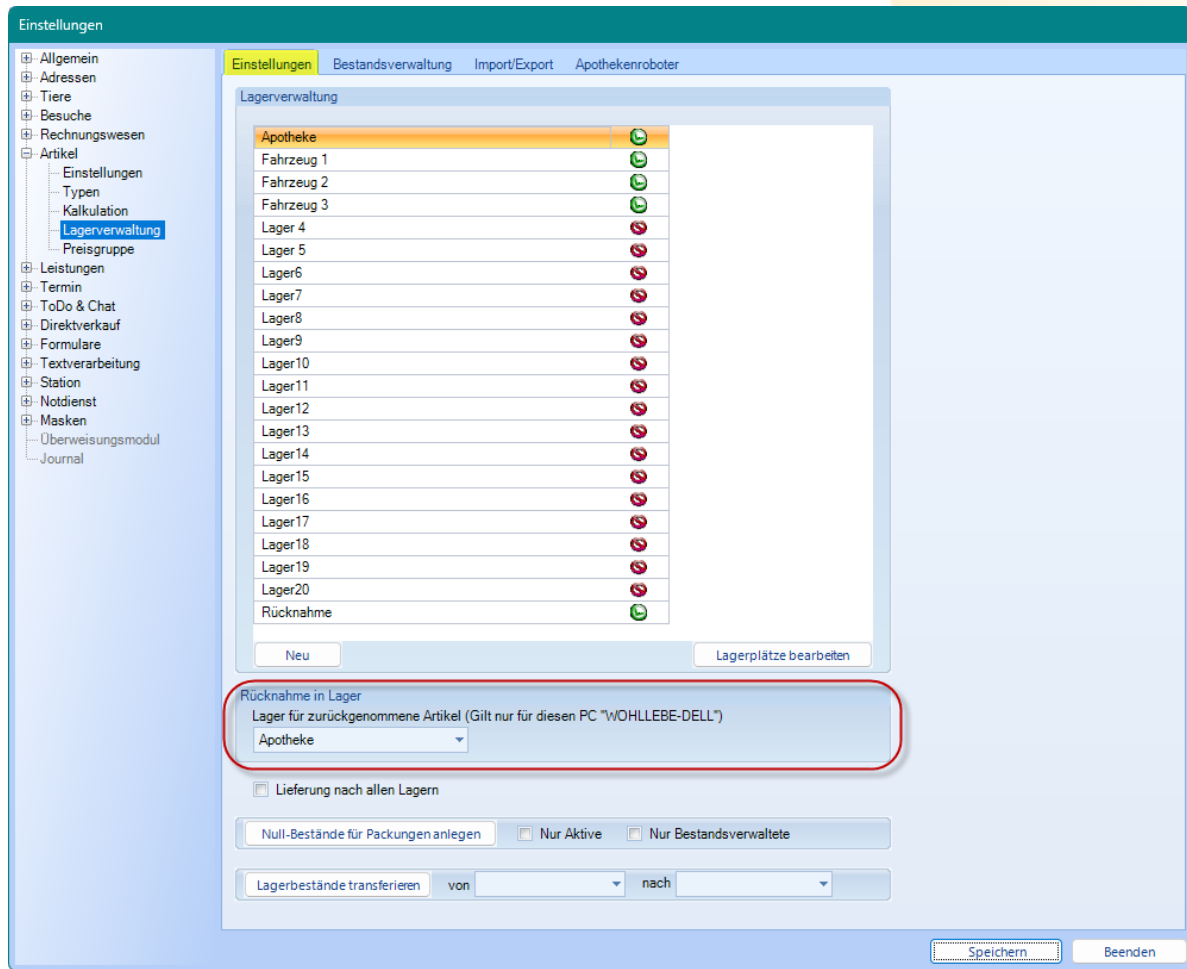 Einstellungen
Allgemein
Adressen
Tiere
Besuche
Rechnungswesen
Artikel
Einstellungen
Typen
Kalkulation
Lagerverwaltung
Preisgruppe
Leistungen
Termin
ToDo & Chat
Direktverkauf
Formulare
Textverarbeitung
Station
Notdienst
Masken
Überweisungsmodul
Journal
Einstellungen Bestandsverwaltung Import/Export Apothekenroboter
Lagerverwaltung
Apotheke
Fahrzeug 1
Fahrzeug 2
Fahrzeug 3
Lager 4
Lager 5
Lager6
Lager7
Lager8
Lager9
Lager10
Lager11
Lager12
Lager13
Lager14
Lager15
Lager16
Lager17
Lager18
Lager19
Lager20
Rücknahme
Neu Lagerplätze bearbeiten
Rücknahme in Lager
Lager für zurückgenommene Artikel (Gilt nur für diesen PC "WOHLLEBE-DELL")
Apotheke
Lieferung nach allen Lagern
Null-Bestände für Packungen anlegen Nur Aktive Nur Bestandsverwaltete
Lagerbestände transferieren von nach
Speichern Beenden